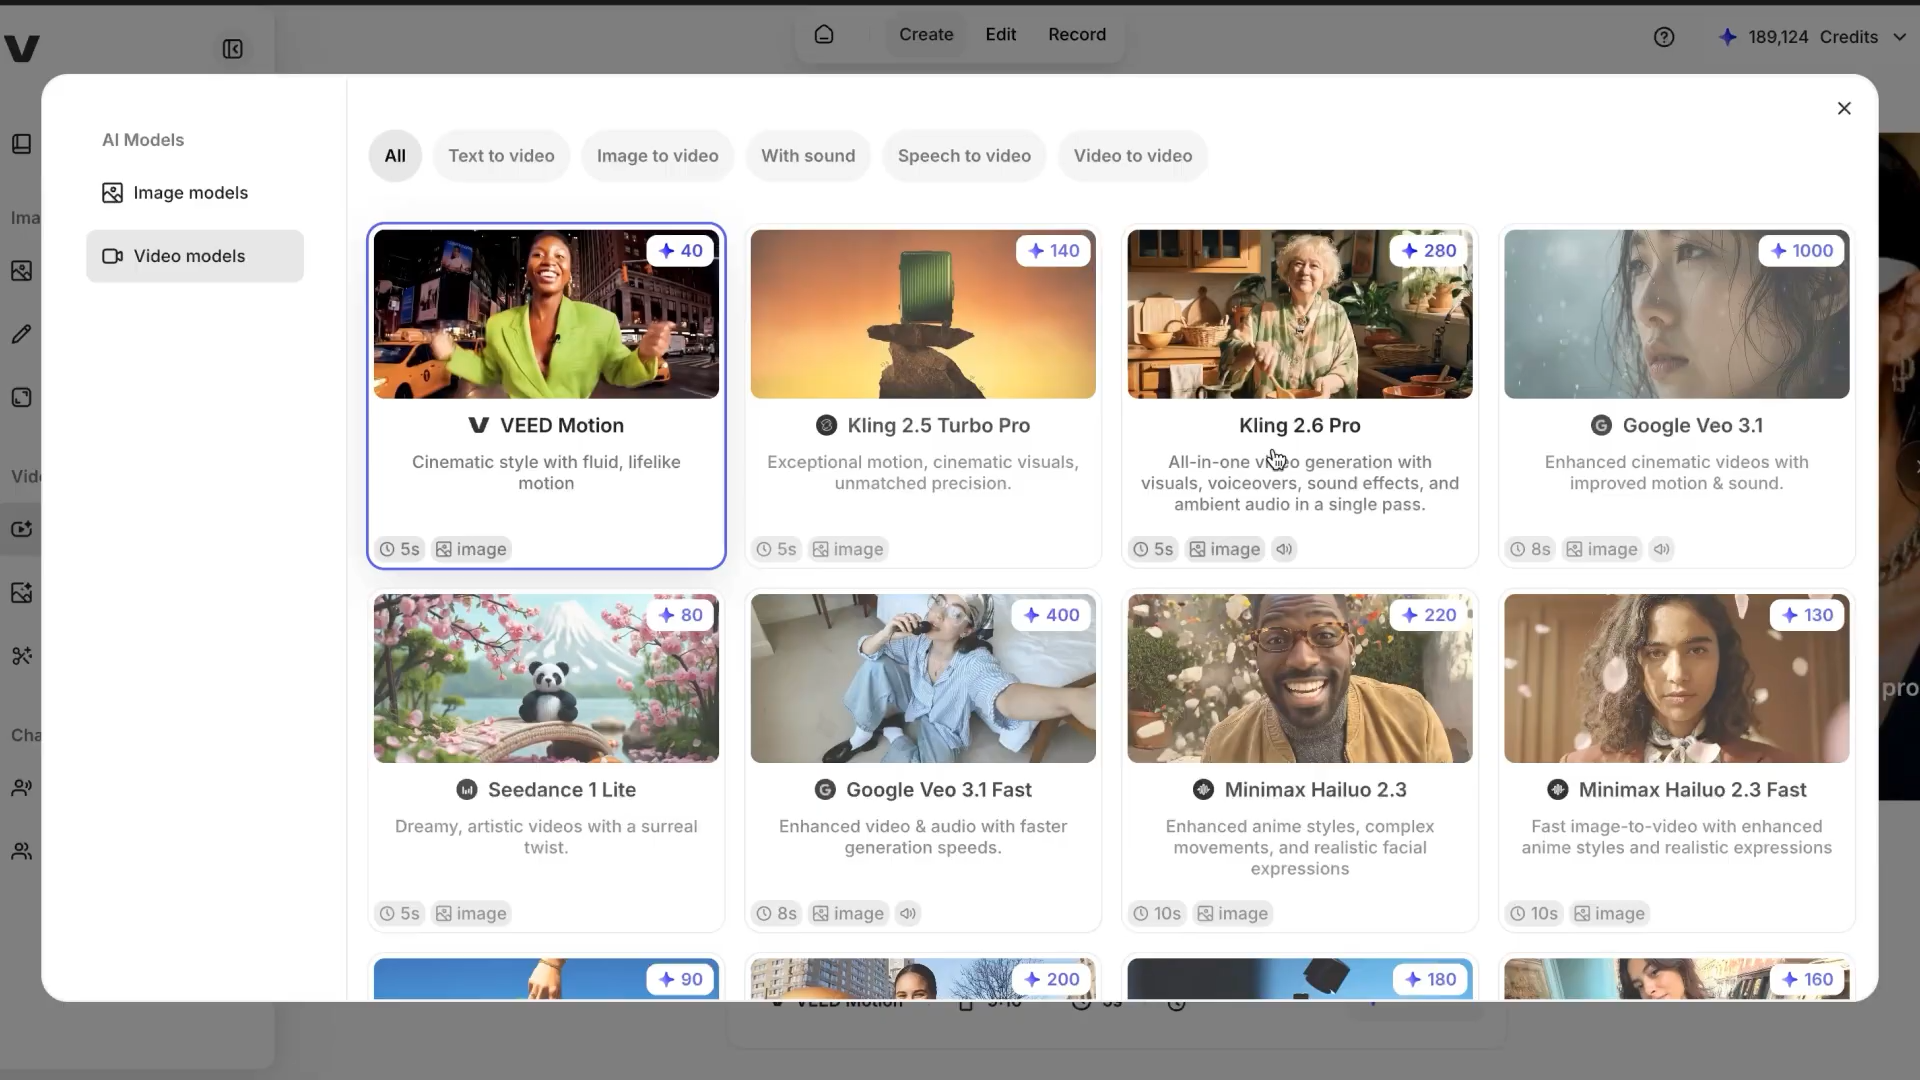 Create
Edit
Record
189,124 Credits
AI Models
Image models
Video models
All
Text to video
Image to video
With sound
Speech to video
Video to video
Ima
Vide
Cha
pro
40
VEED Motion
Cinematic style with fluid, lifelike
motion
5s
image
140
Kling 2.5 Turbo Pro
Exceptional motion, cinematic visuals,
unmatched precision.
5s
image
280
Kling 2.6 Pro
All-in-one video generation with
visuals, voiceovers, sound effects, and
ambient audio in a single pass.
5s
image
1000
Google Veo 3.1
Enhanced cinematic videos with
improved motion & sound.
8s
image
80
Seedance 1 Lite
Dreamy, artistic videos with a surreal
twist.
5s
image
400
Google Veo 3.1 Fast
Enhanced video & audio with faster
generation speeds.
8s
image
220
Minimax Hailuo 2.3
Enhanced anime styles, complex
movements, and realistic facial
expressions
10s
image
130
Minimax Hailuo 2.3 Fast
Fast image-to-video with enhanced
anime styles and realistic expressions
10s
image
90
200
180
160
VEED Motion